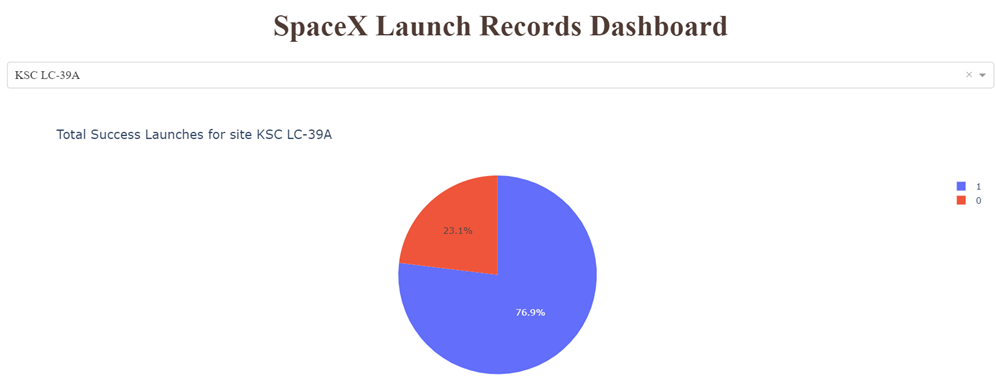 SpaceX Launch Records Dashboard
KSC LC-39A
Total Success Launches for site KSC LC-39A
1
0
23.1%
76.9%